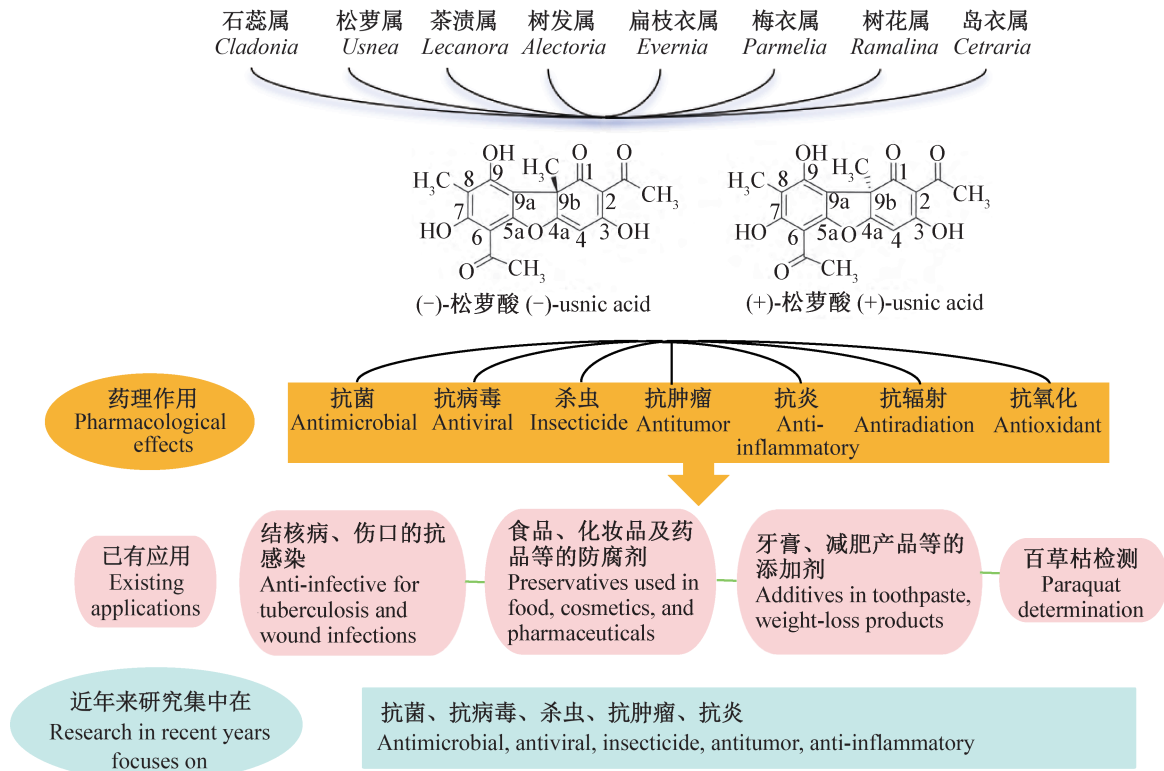 石蕊属 松萝属 茶渍属 树发属 扁枝衣属 梅衣属 树花属 岛衣属
Cladonia Usnea Lecanora Alectoria Evernia Parmelia Ramalina Cetraria
OH H₃C O O
H₃C 8 9 1
9a 9b 2 CH₃
7
HO 6 5a O 4a 4 3 OH
O CH₃
(−)-松萝酸 (−)-usnic acid
OH H₃C O O
H₃C 8 9 1
9a 9b 2 CH₃
7
HO 6 5a O 4a 4 3 OH
O CH₃
(+)-松萝酸 (+)-usnic acid
药理作用
Pharmacological
effects
抗菌
Antimicrobial
抗病毒
Antiviral
杀虫
Insecticide
抗肿瘤
Antitumor
抗炎
Anti-
inflammatory
抗辐射
Antiradiation
抗氧化
Antioxidant
已有应用
Existing
applications
结核病、伤口的抗
感染
Anti-infective for
tuberculosis and
wound infections
食品、化妆品及药
品等的防腐剂
Preservatives used in
food, cosmetics, and
pharmaceuticals
牙膏、减肥产品等的
添加剂
Additives in toothpaste,
weight-loss products
百草枯检测
Paraquat
determination
近年来研究集中在
Research in recent years
focuses on
抗菌、抗病毒、杀虫、抗肿瘤、抗炎
Antimicrobial, antiviral, insecticide, antitumor, anti-inflammatory